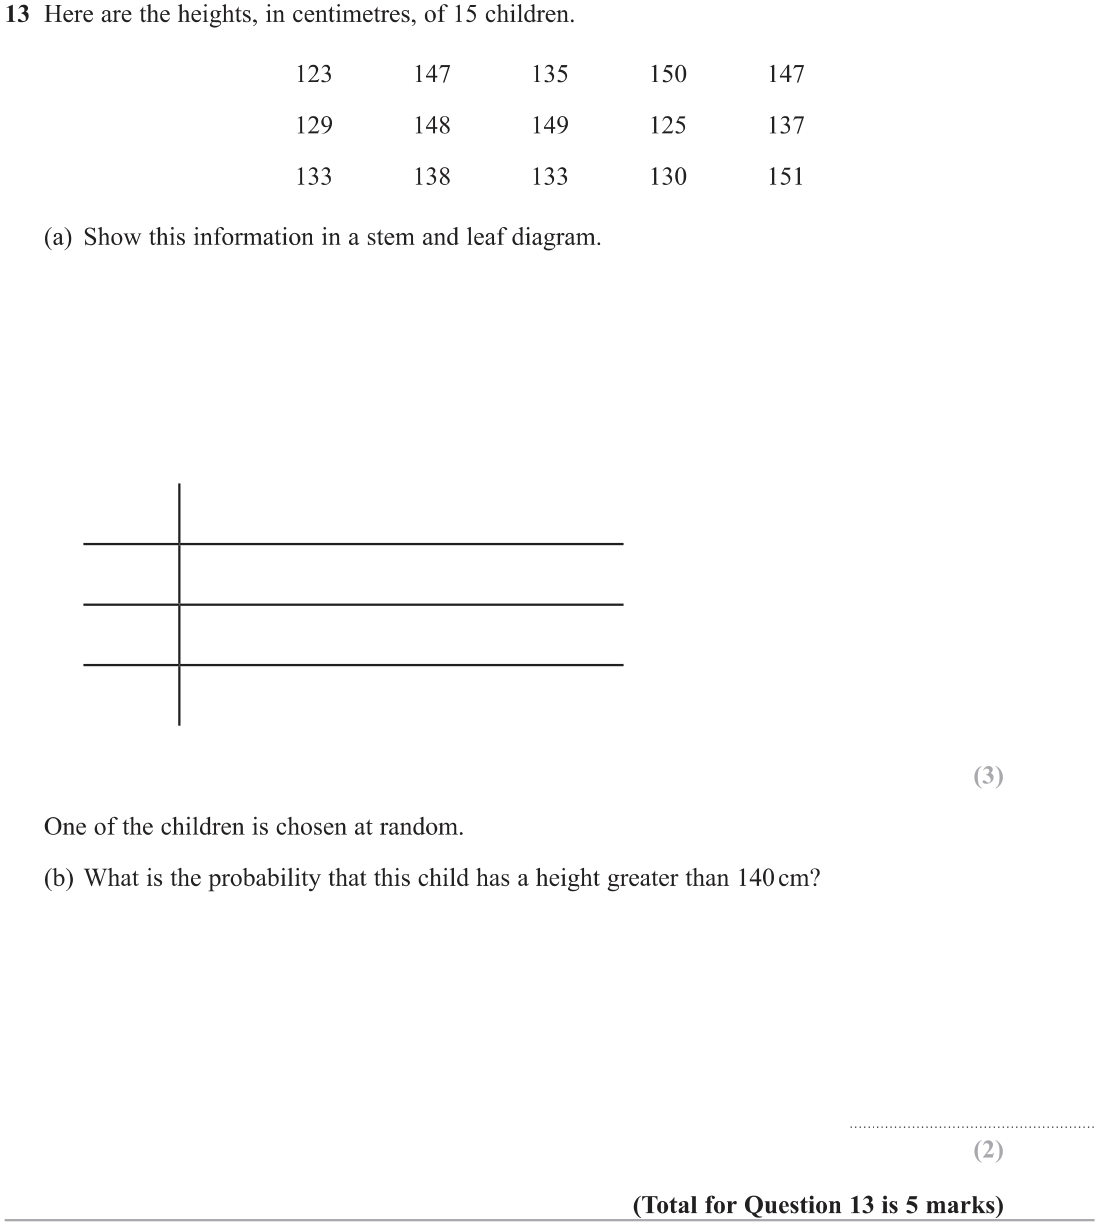 13 Here are the heights, in centimetres, of 15 children.
123 147 135 150 147
129 148 149 125 137
133 138 133 130 151
(a) Show this information in a stem and leaf diagram.
(3)
One of the children is chosen at random.
(b) What is the probability that this child has a height greater than 140 cm?
(2)
(Total for Question 13 is 5 marks)